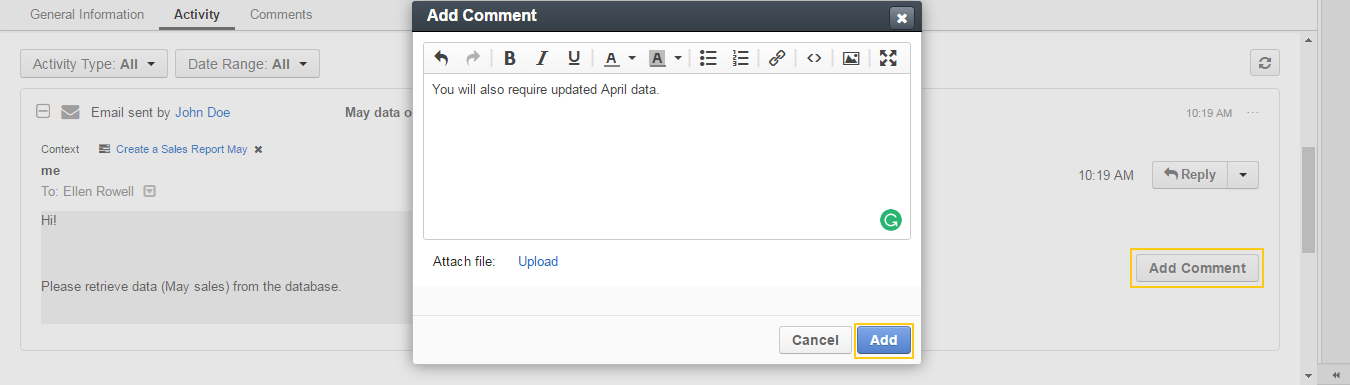 General Information Activity Comments
Activity Type: All Date Range: All
Email sent by John Doe May data o 10:19 AM ...
Context Create a Sales Report May
me
To: Ellen Rowell
10:19 AM Reply
Hi!
Please retrieve data (May sales) from the database.
Add Comment
Add Comment
B I U A A
You will also require updated April data.
Attach file: Upload
Cancel Add